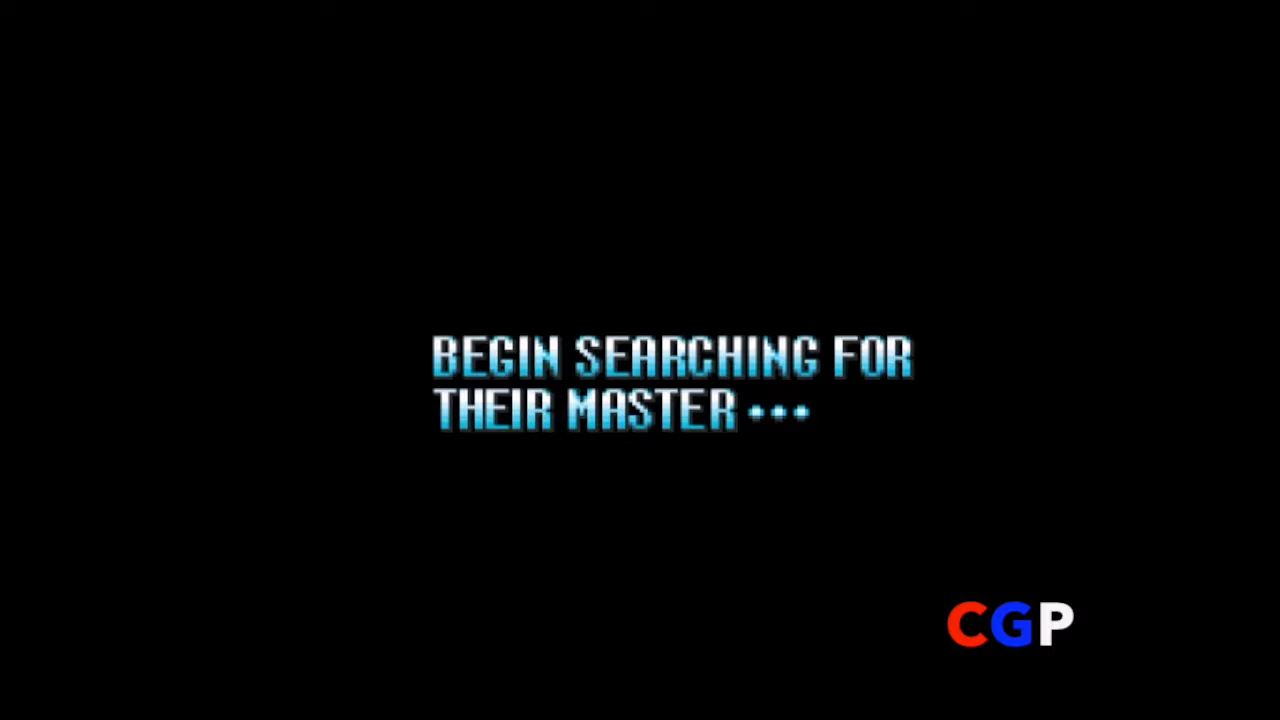 BEGIN SEARCHING FOR
THEIR MASTER •••
CGP